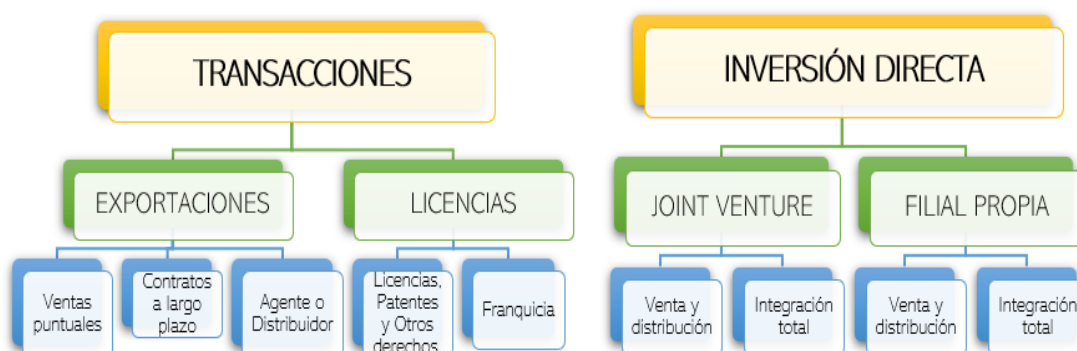 TRANSACCIONES
EXPORTACIONES
LICENCIAS
Ventas
puntuales
Contratos
a largo
plazo
Agente o
Distribuidor
Licencias,
Patentes
y Otros
derechos
Franquicia
INVERSIÓN DIRECTA
JOINT VENTURE
FILIAL PROPIA
Venta y
distribución
Integración
total
Venta y
distribución
Integración
total